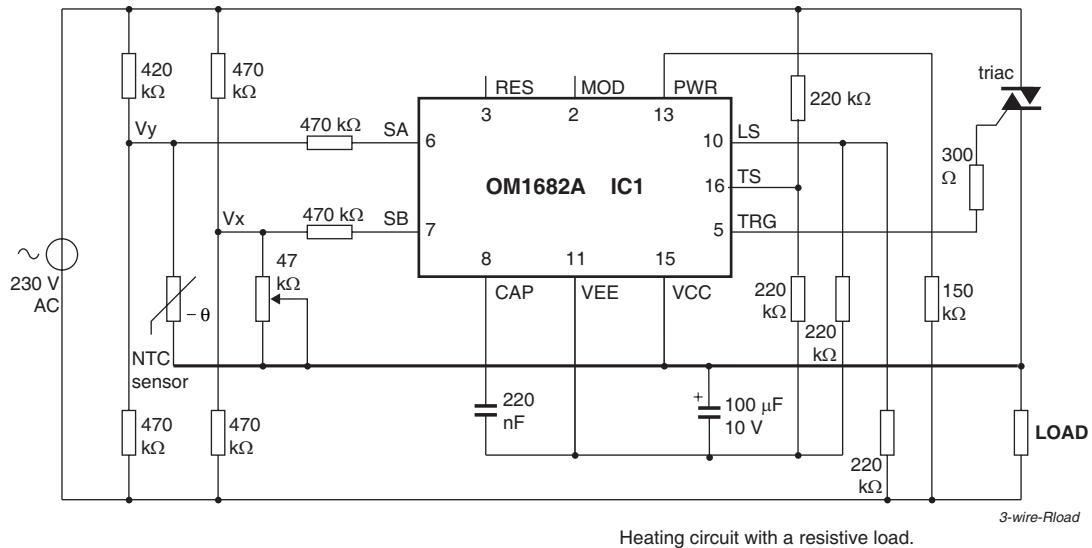 420
kΩ
470
kΩ
RES
MOD
PWR
3
2
13
triac
220 kΩ
Vy
470 kΩ
SA
6
10
LS
300
Ω
OM1682A IC1
16
TS
Vx
470 kΩ
SB
7
5
TRG
~
230 V
AC
47
kΩ
8
11
15
CAP
VEE
VCC
220
kΩ
220
kΩ
150
kΩ
– θ
NTC
sensor
470
kΩ
470
kΩ
220
nF
+
100 μF
10 V
220
kΩ
LOAD
3-wire-Rload
Heating circuit with a resistive load.